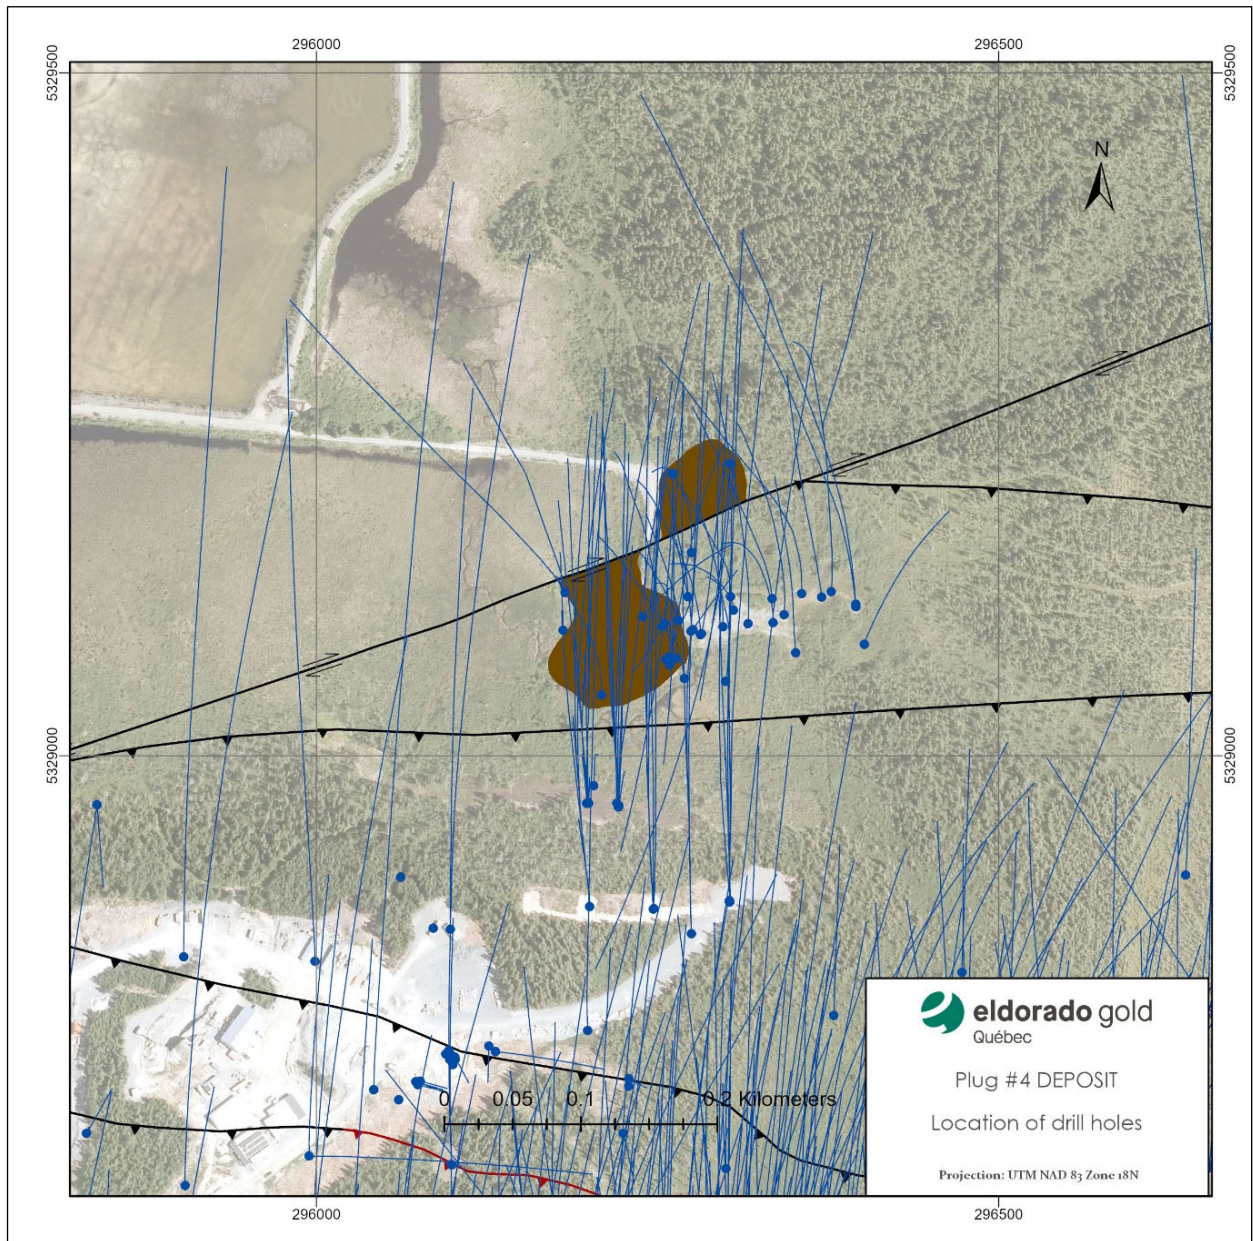 296000
296500
5329500
5329500
N
5329000
5329000
0
0.05
0.1
0.2 Kilometers
eldorado gold
Québec
Plug #4 DEPOSIT
Location of drill holes
Projection: UTM NAD 83 Zone 18N
296000
296500